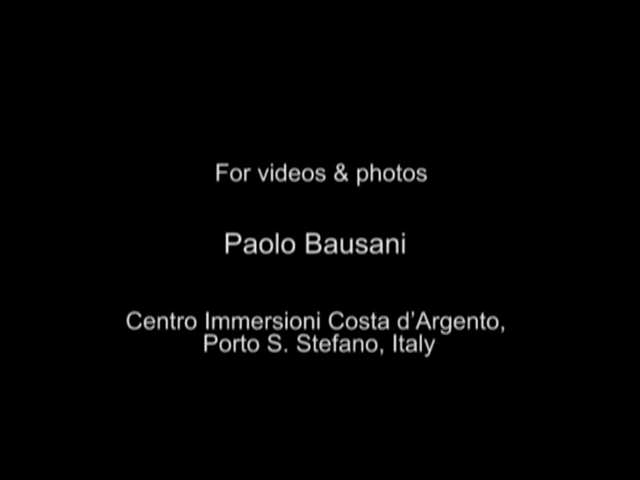 For videos & photos
Paolo Bausani
Centro Immersioni Costa d’Argento,
Porto S. Stefano, Italy